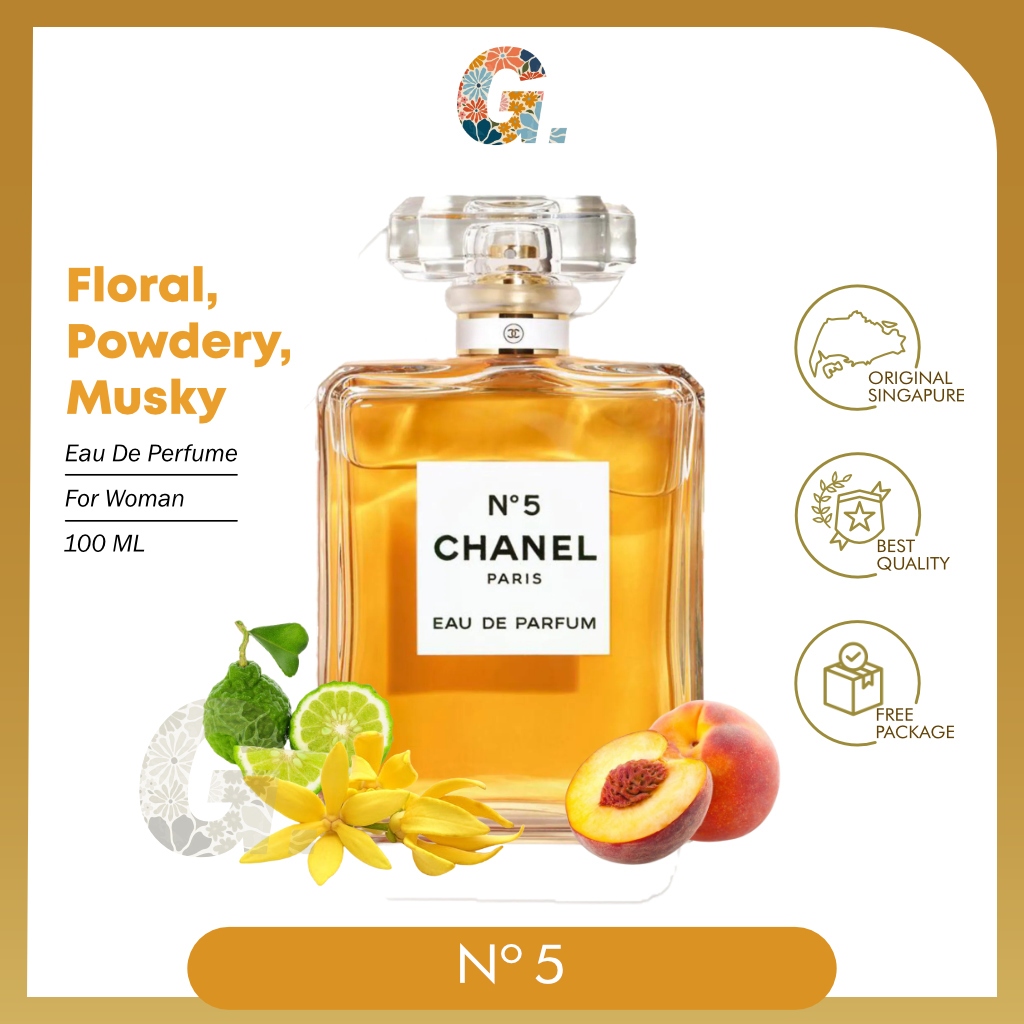 G.
Floral,
Powdery,
Musky
Eau De Perfume
For Woman
100 ML
N°5
CHANEL
PARIS
EAU DE PARFUM
ORIGINAL
SINGAPURE
BEST
QUALITY
FREE
PACKAGE
G
Nº 5